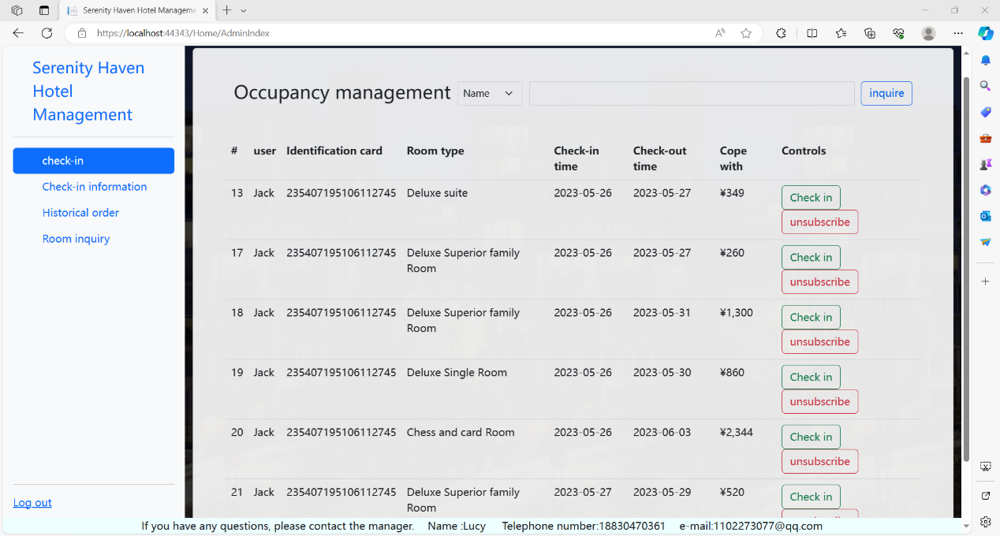 Serenity Haven Hotel Manageme
https://localhost:44343/Home/AdminIndex
Serenity Haven
Hotel
Management
check-in
Check-in information
Historical order
Room inquiry
Log out
Occupancy management Name inquire
# user Identification card Room type Check-in time Check-out time Cope with Controls
13 Jack 235407195106112745 Deluxe suite 2023-05-26 2023-05-27 ¥349 Check in
unsubscribe
17 Jack 235407195106112745 Deluxe Superior family 2023-05-26 2023-05-27 ¥260 Check in
Room unsubscribe
18 Jack 235407195106112745 Deluxe Superior family 2023-05-26 2023-05-31 ¥1,300 Check in
Room unsubscribe
19 Jack 235407195106112745 Deluxe Single Room 2023-05-26 2023-05-30 ¥860 Check in
unsubscribe
20 Jack 235407195106112745 Chess and card Room 2023-05-26 2023-06-03 ¥2,344 Check in
unsubscribe
21 Jack 235407195106112745 Deluxe Superior family 2023-05-27 2023-05-29 ¥520 Check in
Room
If you have any questions, please contact the manager. Name :Lucy Telephone number:18830470361 e-mail:1102273077@qq.com